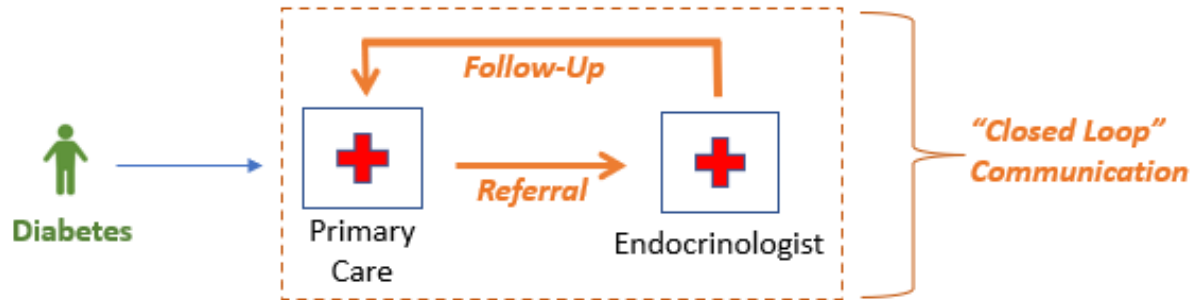 Follow-Up
Diabetes
Referral
Primary
Care
Endocrinologist
“Closed Loop”
Communication